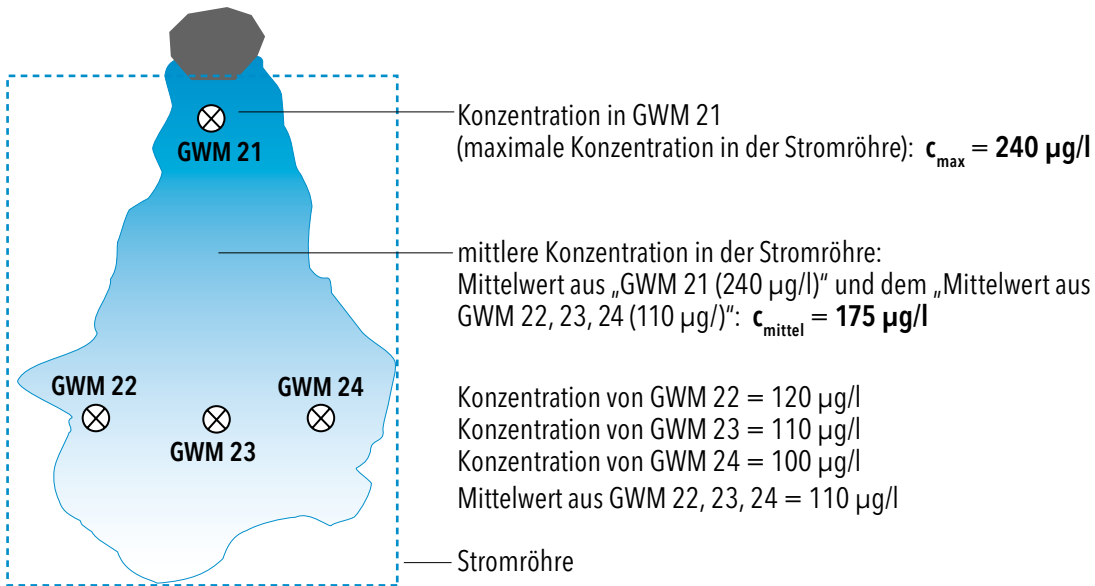 GWM 21
Konzentration in GWM 21
(maximale Konzentration in der Stromröhre): c_max = 240 µg/l
mittlere Konzentration in der Stromröhre:
Mittelwert aus „GWM 21 (240 µg/l)“ und dem „Mittelwert aus
GWM 22, 23, 24 (110 µg/)“: c_mittel = 175 µg/l
GWM 22
GWM 24
GWM 23
Konzentration von GWM 22 = 120 µg/l
Konzentration von GWM 23 = 110 µg/l
Konzentration von GWM 24 = 100 µg/l
Mittelwert aus GWM 22, 23, 24 = 110 µg/l
Stromröhre